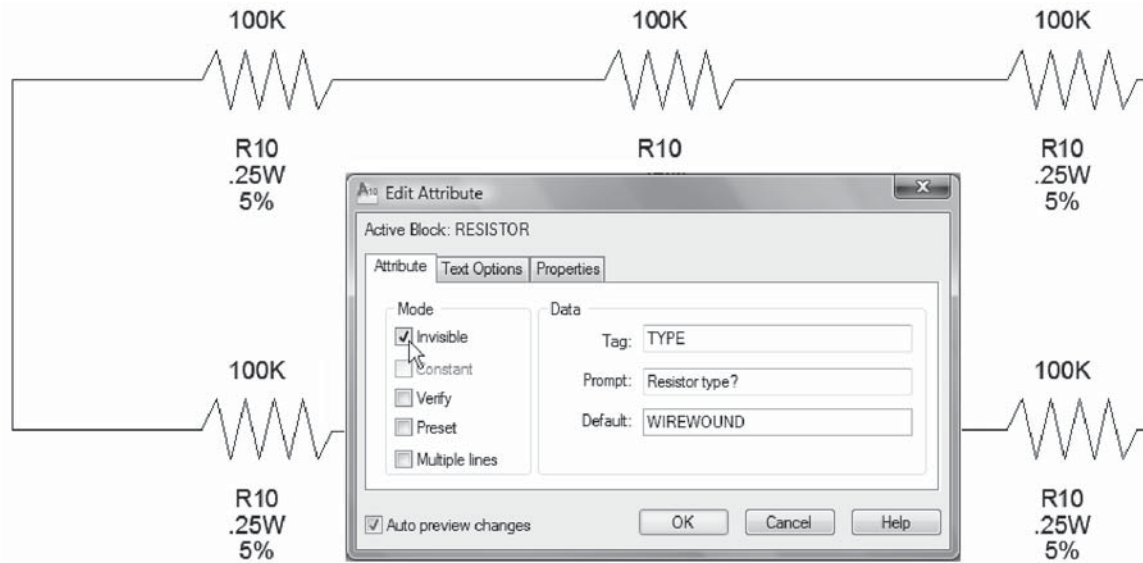 100K
100K
100K
R10
.25W
5%
R10
R10
.25W
5%
Edit Attribute
Active Block: RESISTOR
Attribute
Text Options
Properties
Mode
Invisible
Constant
Verify
Preset
Multiple lines
Data
Tag: TYPE
Prompt: Resistor type?
Default: WIREWOUND
Auto preview changes
OK
Cancel
Help
100K
R10
.25W
5%
100K
R10
.25W
5%